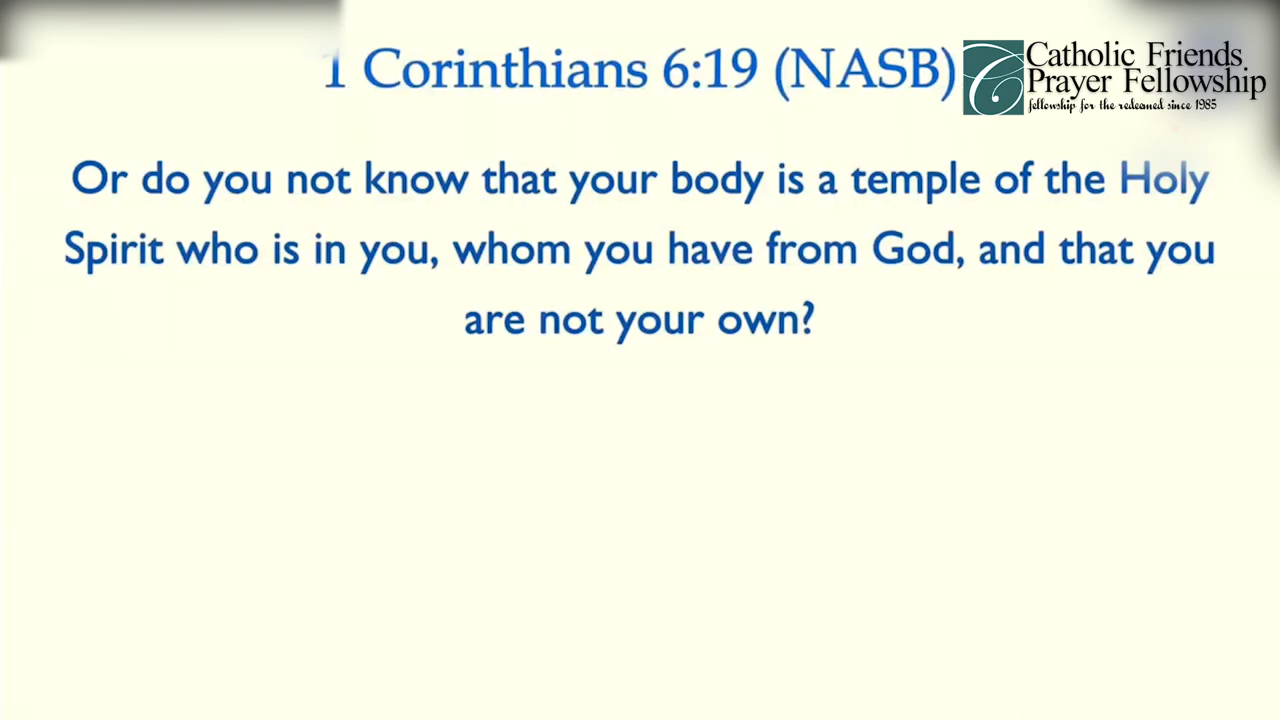 1 Corinthians 6:19 (NASB)
Catholic Friends
Prayer Fellowship
fellowship for the redeemed since 1985
Or do you not know that your body is a temple of the Holy
Spirit who is in you, whom you have from God, and that you
are not your own?